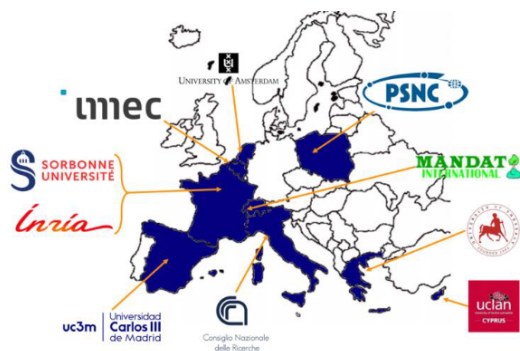 UNIVERSITY OF AMSTERDAM
imec
PSNC
SORBONNE
UNIVERSITÉ
MANDAT
INTERNATIONAL
Inria
uc3m
Universidad
Carlos III
de Madrid
Consiglio Nazionale
delle Ricerche
uclan
CYPRUS